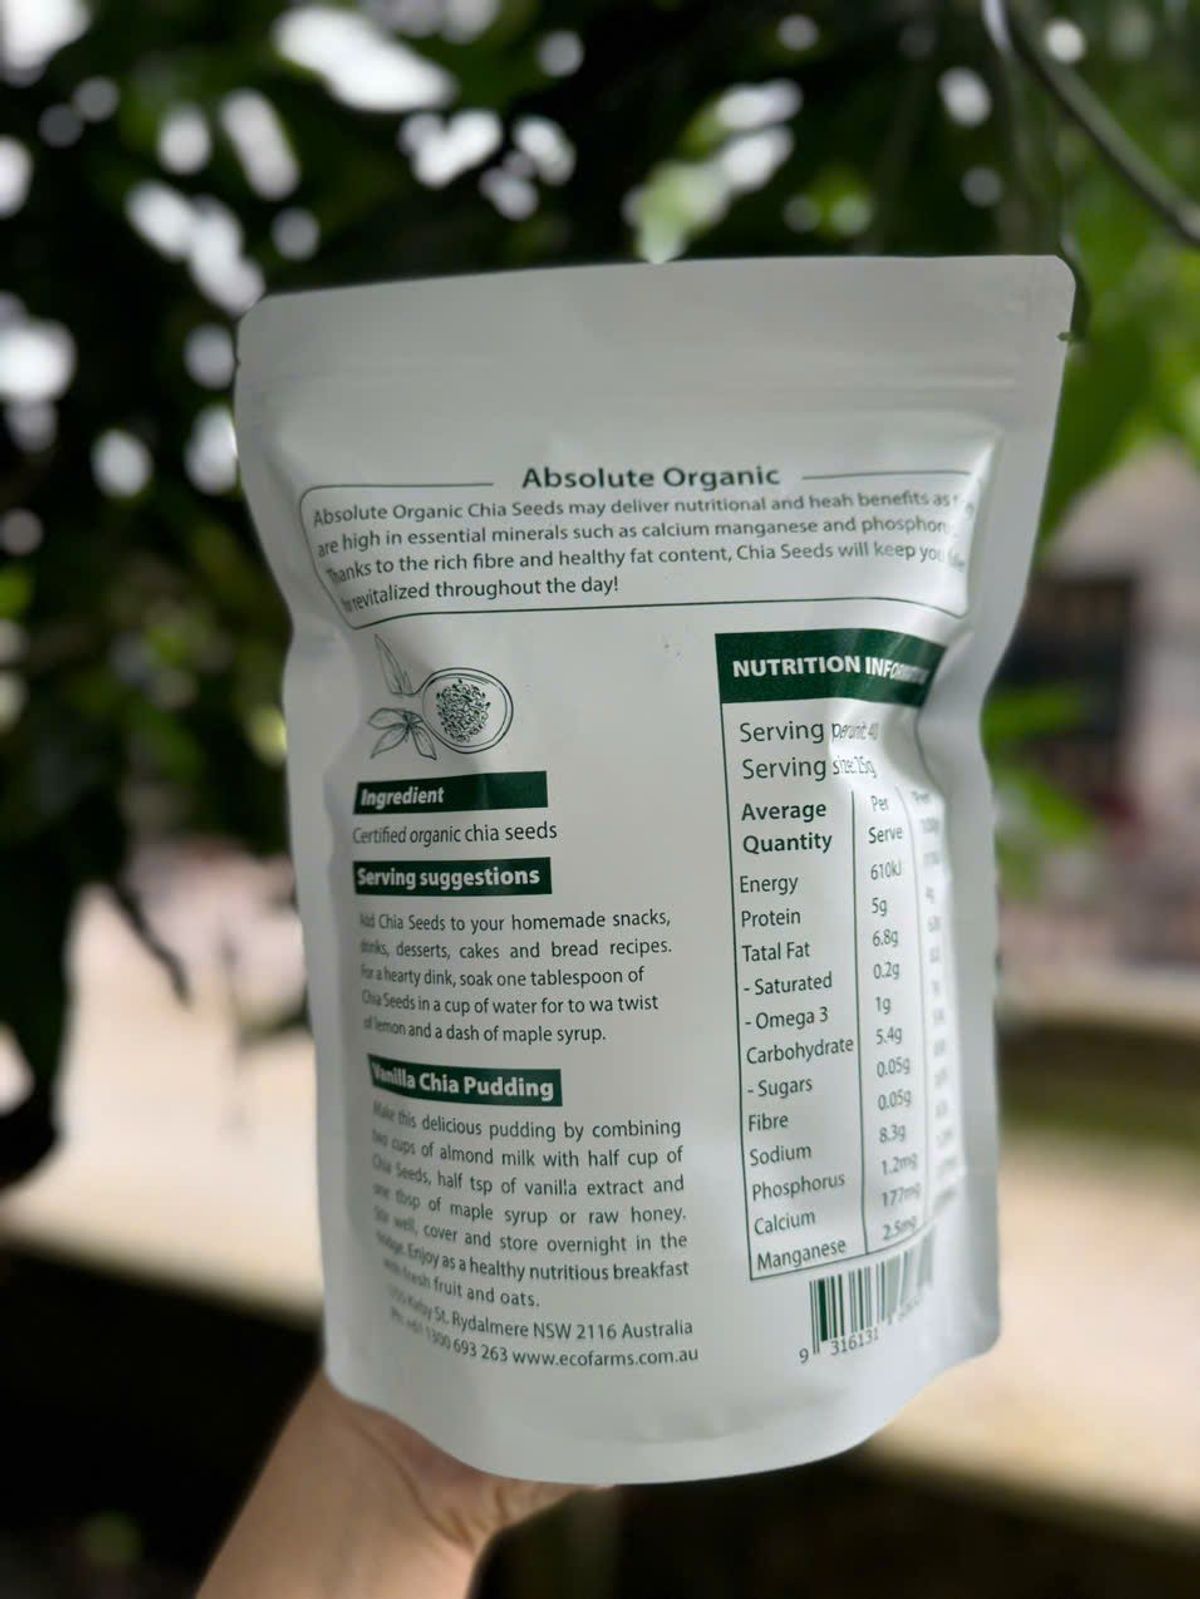 Absolute Organic
Absolute Organic Chia Seeds may deliver nutritional and heah benefits as
are high in essential minerals such as calcium manganese and phosphor
Thanks to the rich fibre and healthy fat content, Chia Seeds will keep you
revitalized throughout the day!
Ingredient
Certified organic chia seeds
Serving suggestions
Add Chia Seeds to your homemade snacks,
drinks, desserts, cakes and bread recipes.
For a hearty dink, soak one tablespoon of
Chia Seeds in a cup of water for to wa twist
of lemon and a dash of maple syrup.
Vanilla Chia Pudding
Make this delicious pudding by combining
two cups of almond milk with half cup of
Chia Seeds, half tsp of vanilla extract and
one tbsp of maple syrup or raw honey.
Stir well, cover and store overnight in the
Enjoy as a healthy nutritious breakfast
with fresh fruit and oats.
St. Rydalmere NSW 2116 Australia
1300 693 263 www.ecofarms.com.au
NUTRITION INFO
Serving
Serving size: 25g
Average Per
Quantity Serve
Energy 610kJ
Protein 5g
Tatal Fat 6.8g
- Saturated 0.2g
- Omega 3 1g
Carbohydrate 5.4g
- Sugars 0.05g
Fibre 0.05g
Sodium 8.3g
Phosphorus 1.2mg
Calcium 177mg
Manganese 2.5mg
9 316131